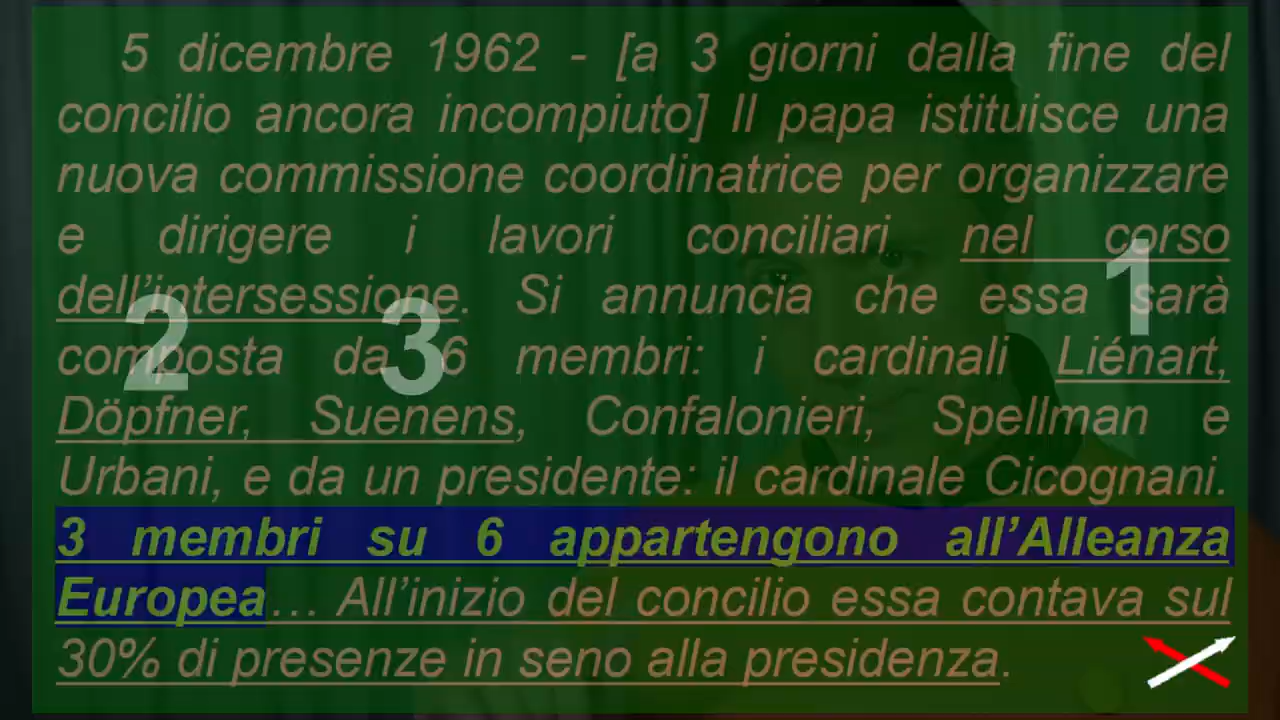 5 dicembre 1962 - [a 3 giorni dalla fine del
concilio ancora incompiuto] Il papa istituisce una
nuova commissione coordinatrice per organizzare
e dirigere i lavori conciliari nel corso
dell’intersessione. Si annuncia che essa sarà
composta da 6 membri: i cardinali Liénart,
Döpfner, Suenens, Confalonieri, Spellman e
Urbani, e da un presidente: il cardinale Cicognani.
3 membri su 6 appartengono all’Alleanza
Europea… All’inizio del concilio essa contava sul
30% di presenze in seno alla presidenza.
1
2
3